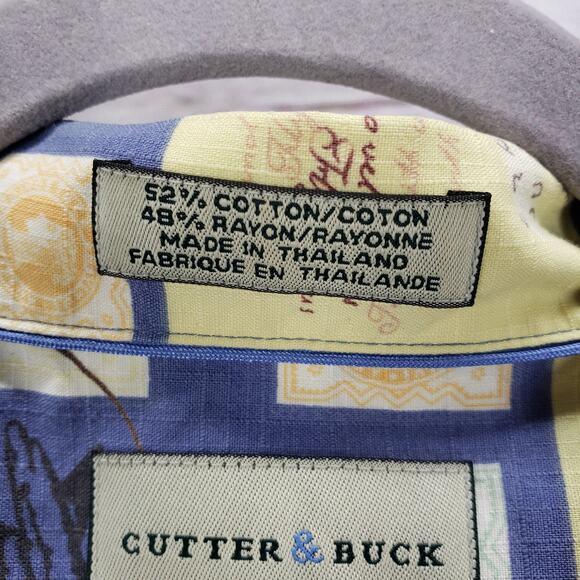 52% COTTON/COTON
48% RAYON/RAYONNE
MADE IN THAILAND
FABRIQUE EN THAILANDE
CUTTER & BUCK